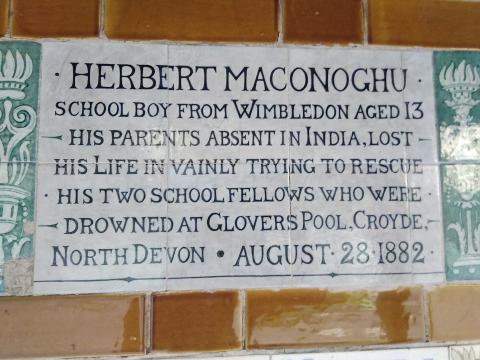 · HERBERT MACONOGHU ·
SCHOOL BOY FROM WIMBLEDON AGED 13
HIS PARENTS ABSENT IN INDIA, LOST
HIS LIFE IN VAINLY TRYING TO RESCUE
· HIS TWO SCHOOL FELLOWS WHO WERE ·
DROWNED AT GLOVERS POOL, CROYDE,
NORTH DEVON · AUGUST · 28 · 1882 ·